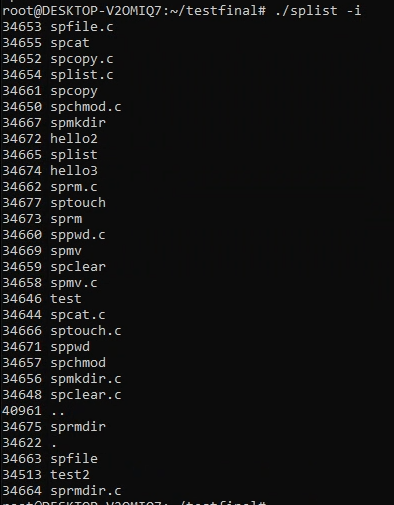 root@DESKTOP-V2OMIQ7:~/testfinal# ./splist -i
34653 spfile.c
34655 spcat
34652 spcopy.c
34654 splist.c
34661 spcopy
34650 spchmod.c
34667 spmkdir
34672 hello2
34665 splist
34674 hello3
34662 sprm.c
34677 sptouch
34673 sprm
34660 sppwd.c
34669 spmv
34659 spclear
34658 spmv.c
34646 test
34644 spcat.c
34666 sptouch.c
34671 sppwd
34657 spchmod
34656 spmkdir.c
34648 spclear.c
40961 ..
34675 sprmdir
34622 .
34663 spfile
34513 test2
34664 sprmdir.c
root@DESKTOP-V2OMIQ7:~/testfinal#